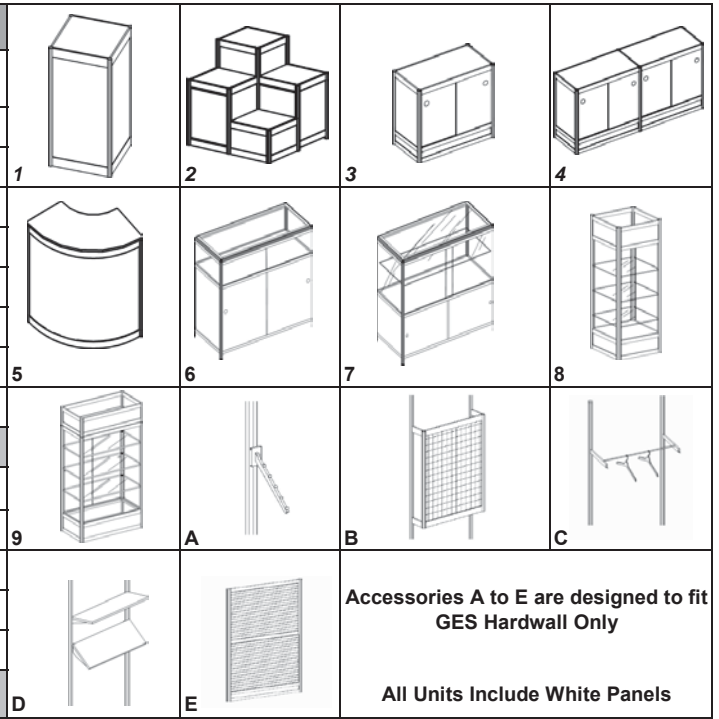 1
2
3
4
5
6
7
8
9
A
B
C
D
E
Accessories A to E are designed to fit
GES Hardwall Only
All Units Include White Panels